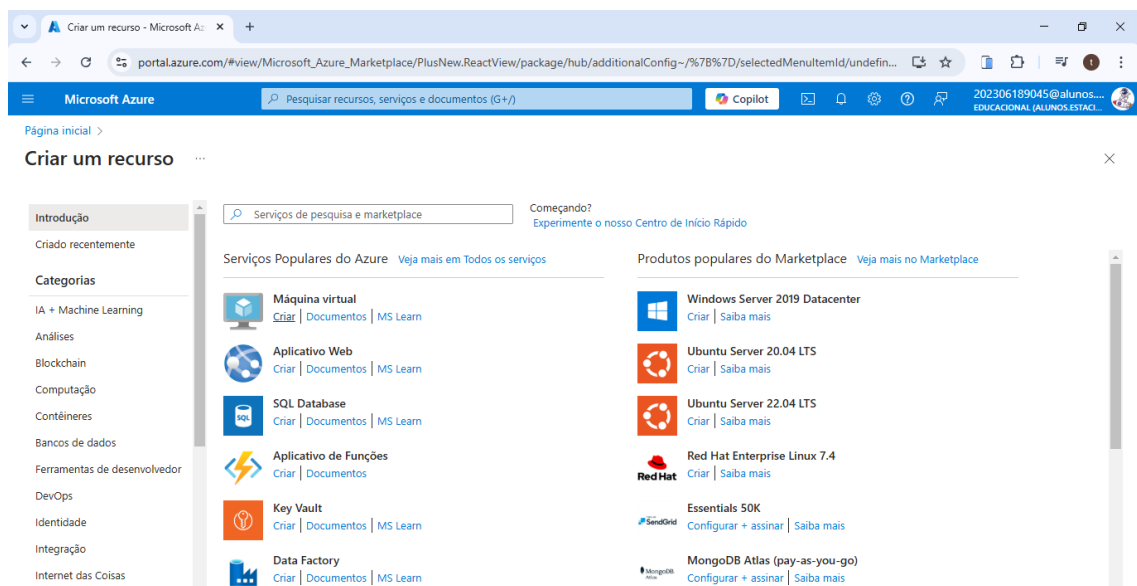 Criar um recurso - Microsoft Az
portal.azure.com/#view/Microsoft_Azure_Marketplace/PlusNew.ReactView/package/hub/additionalConfig~/%7B%7D/selectedMenuItemId/undefin...
t
Microsoft Azure
Pesquisar recursos, serviços e documentos (G+/)
Copilot
202306189045@alunos....
EDUCACIONAL (ALUNOS.ESTACI...
Página inicial >
Criar um recurso ...
Introdução
Criado recentemente
Categorias
IA + Machine Learning
Análises
Blockchain
Computação
Contêineres
Bancos de dados
Ferramentas de desenvolvedor
DevOps
Identidade
Integração
Internet das Coisas
Serviços de pesquisa e marketplace
Começando?
Experimente o nosso Centro de Início Rápido
Serviços Populares do Azure Veja mais em Todos os serviços
Máquina virtual
Criar | Documentos | MS Learn
Aplicativo Web
Criar | Documentos | MS Learn
SQL
SQL Database
Criar | Documentos | MS Learn
Aplicativo de Funções
Criar | Documentos
Key Vault
Criar | Documentos | MS Learn
Data Factory
Criar | Documentos | MS Learn
Produtos populares do Marketplace Veja mais no Marketplace
Windows Server 2019 Datacenter
Criar | Saiba mais
Ubuntu Server 20.04 LTS
Criar | Saiba mais
Ubuntu Server 22.04 LTS
Criar | Saiba mais
Red Hat
Red Hat Enterprise Linux 7.4
Criar | Saiba mais
SendGrid
Essentials 50K
Configurar + assinar | Saiba mais
MongoDB.
Atlas
MongoDB Atlas (pay-as-you-go)
Configurar + assinar | Saiba mais